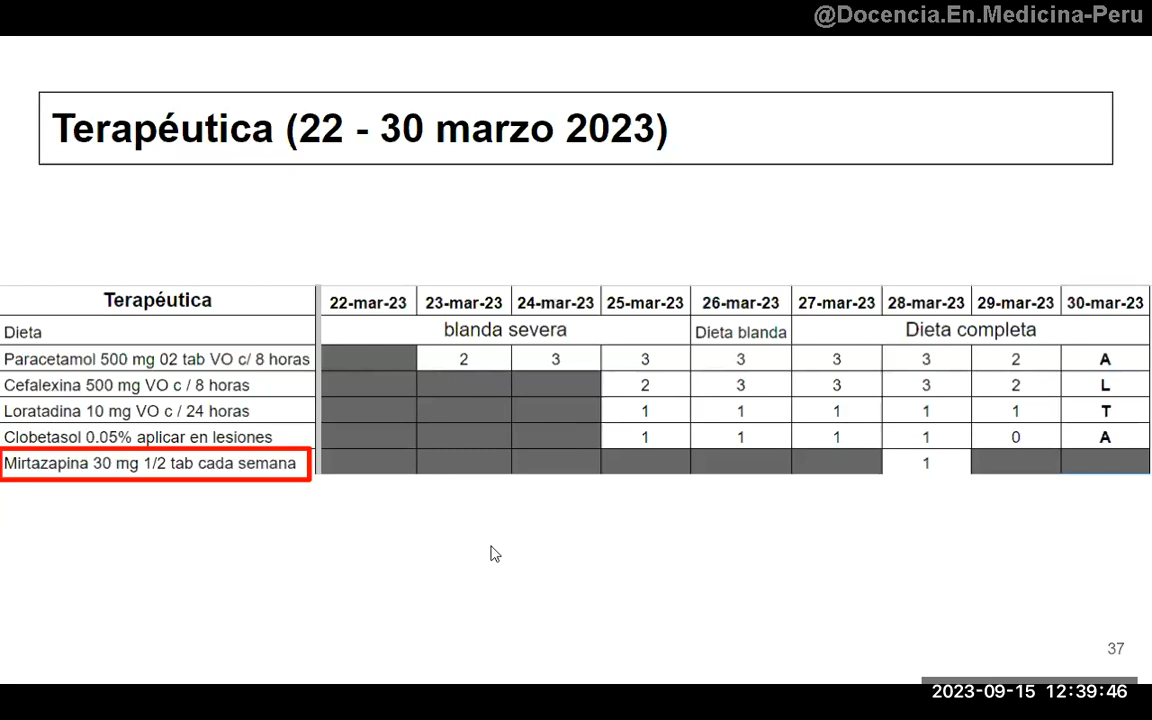 @Docencia.En.Medicina-Peru
Terapéutica (22 - 30 marzo 2023)
Terapéutica 22-mar-23 23-mar-23 24-mar-23 25-mar-23 26-mar-23 27-mar-23 28-mar-23 29-mar-23 30-mar-23
Dieta blanda severa Dieta blanda Dieta completa
Paracetamol 500 mg 02 tab VO c/ 8 horas 2 3 3 3 3 3 2 A
Cefalexina 500 mg VO c / 8 horas 2 3 3 3 2 L
Loratadina 10 mg VO c / 24 horas 1 1 1 1 1 T
Clobetasol 0.05% aplicar en lesiones 1 1 1 1 0 A
Mirtazapina 30 mg 1/2 tab cada semana 1
37
2023-09-15 12:39:46